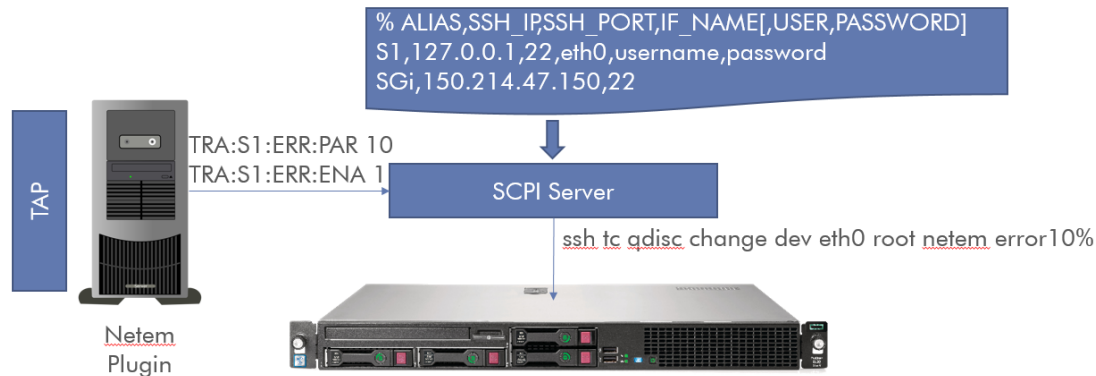 % ALIAS,SSH_IP,SSH_PORT,IF_NAME[,USER,PASSWORD]
S1,127.0.0.1,22,eth0,username,password
SGi,150.214.47.150,22
TAP
TRA:S1:ERR:PAR 10
TRA:S1:ERR:ENA 1
SCPI Server
ssh tc qdisc change dev eth0 root netem error10%
Netem
Plugin